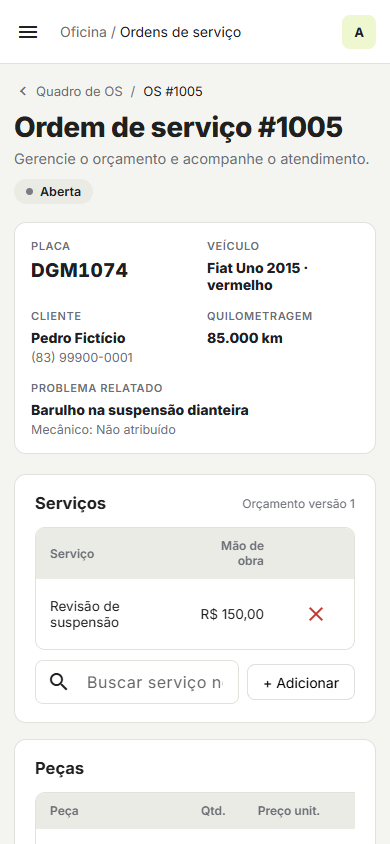 Oficina / Ordens de serviço
A
Quadro de OS / OS #1005
Ordem de serviço #1005
Gerencie o orçamento e acompanhe o atendimento.
Aberta
PLACA
DGM1074
VEÍCULO
Fiat Uno 2015 ·
vermelho
CLIENTE
Pedro Fictício
(83) 99900-0001
QUILOMETRAGEM
85.000 km
PROBLEMA RELATADO
Barulho na suspensão dianteira
Mecânico: Não atribuído
Serviços
Orçamento versão 1
Serviço
Mão de
obra
Revisão de
suspensão
R$ 150,00
Buscar serviço n
+ Adicionar
Peças
Peça
Qtd.
Preço unit.